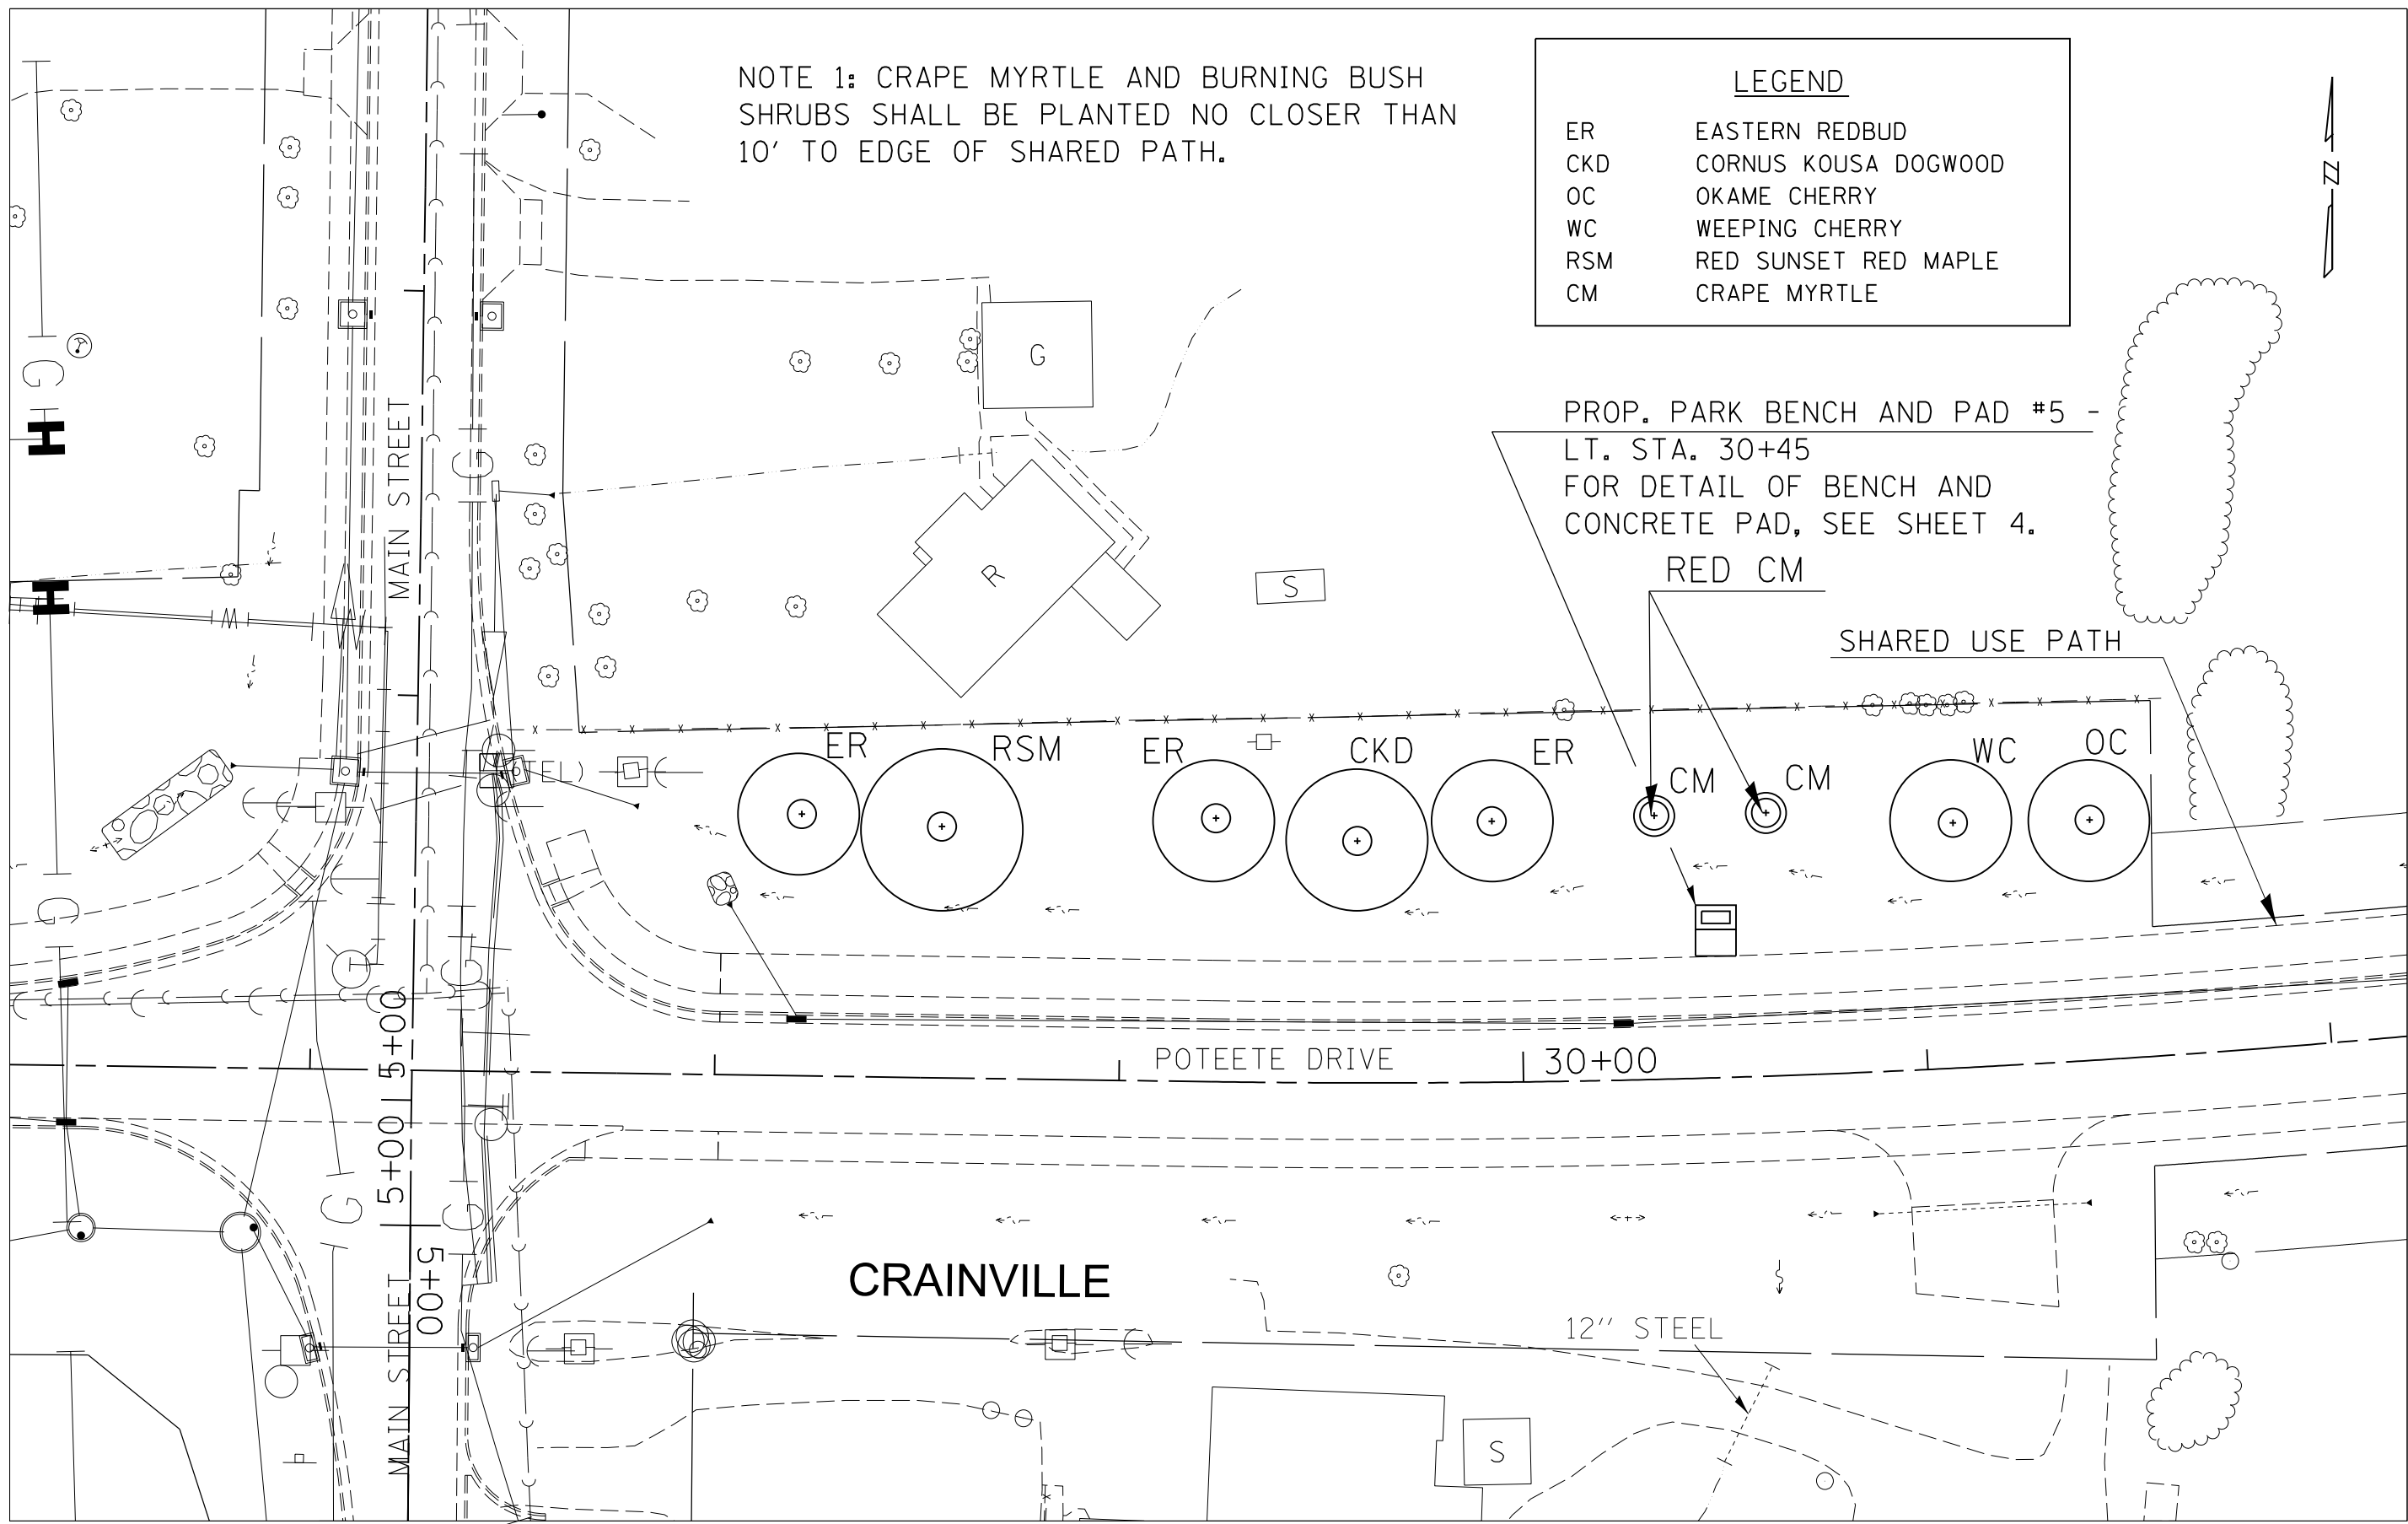 NOTE 1: CRAPE MYRTLE AND BURNING BUSH
SHRUBS SHALL BE PLANTED NO CLOSER THAN
10' TO EDGE OF SHARED PATH.
LEGEND
ER EASTERN REDBUD
CKD CORNUS KOUSA DOGWOOD
OC OKAME CHERRY
WC WEEPING CHERRY
RSM RED SUNSET RED MAPLE
CM CRAPE MYRTLE
N
PROP. PARK BENCH AND PAD #5 -
LT. STA. 30+45
FOR DETAIL OF BENCH AND
CONCRETE PAD, SEE SHEET 4.
RED CM
SHARED USE PATH
G
G
H
H
MAIN STREET
G
R
S
W
ER
RSM
ER
CKD
ER
CM
CM
WC
OC
G
G
5+00
5+00
POTEETE DRIVE
30+00
G
G
5+00
CRAINVILLE
MAIN STREET
12" STEEL
S